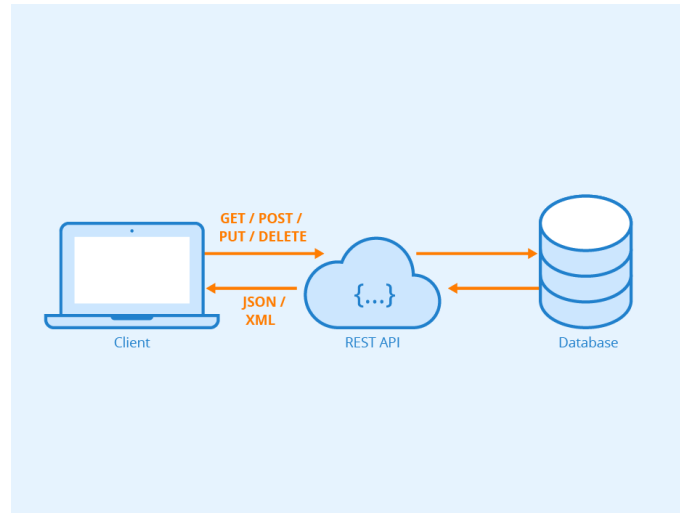 GET / POST /
PUT / DELETE
{...}
JSON /
XML
Client
REST API
Database